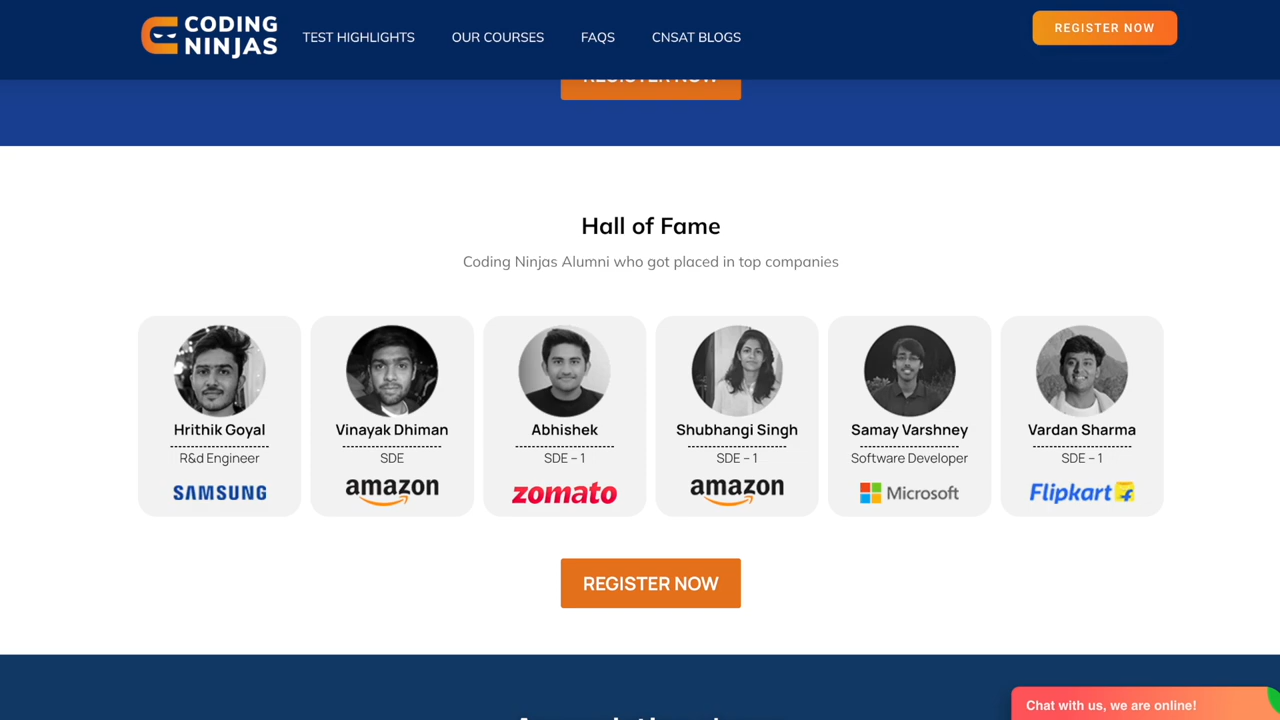 CODING
NINJAS
TEST HIGHLIGHTS
OUR COURSES
FAQS
CNSAT BLOGS
REGISTER NOW
REGISTER NOW
Hall of Fame
Coding Ninjas Alumni who got placed in top companies
Hrithik Goyal
R&d Engineer
SAMSUNG
Vinayak Dhiman
SDE
amazon
Abhishek
SDE – 1
zomato
Shubhangi Singh
SDE – 1
amazon
Samay Varshney
Software Developer
Microsoft
Vardan Sharma
SDE – 1
Flipkart
REGISTER NOW
Chat with us, we are online!